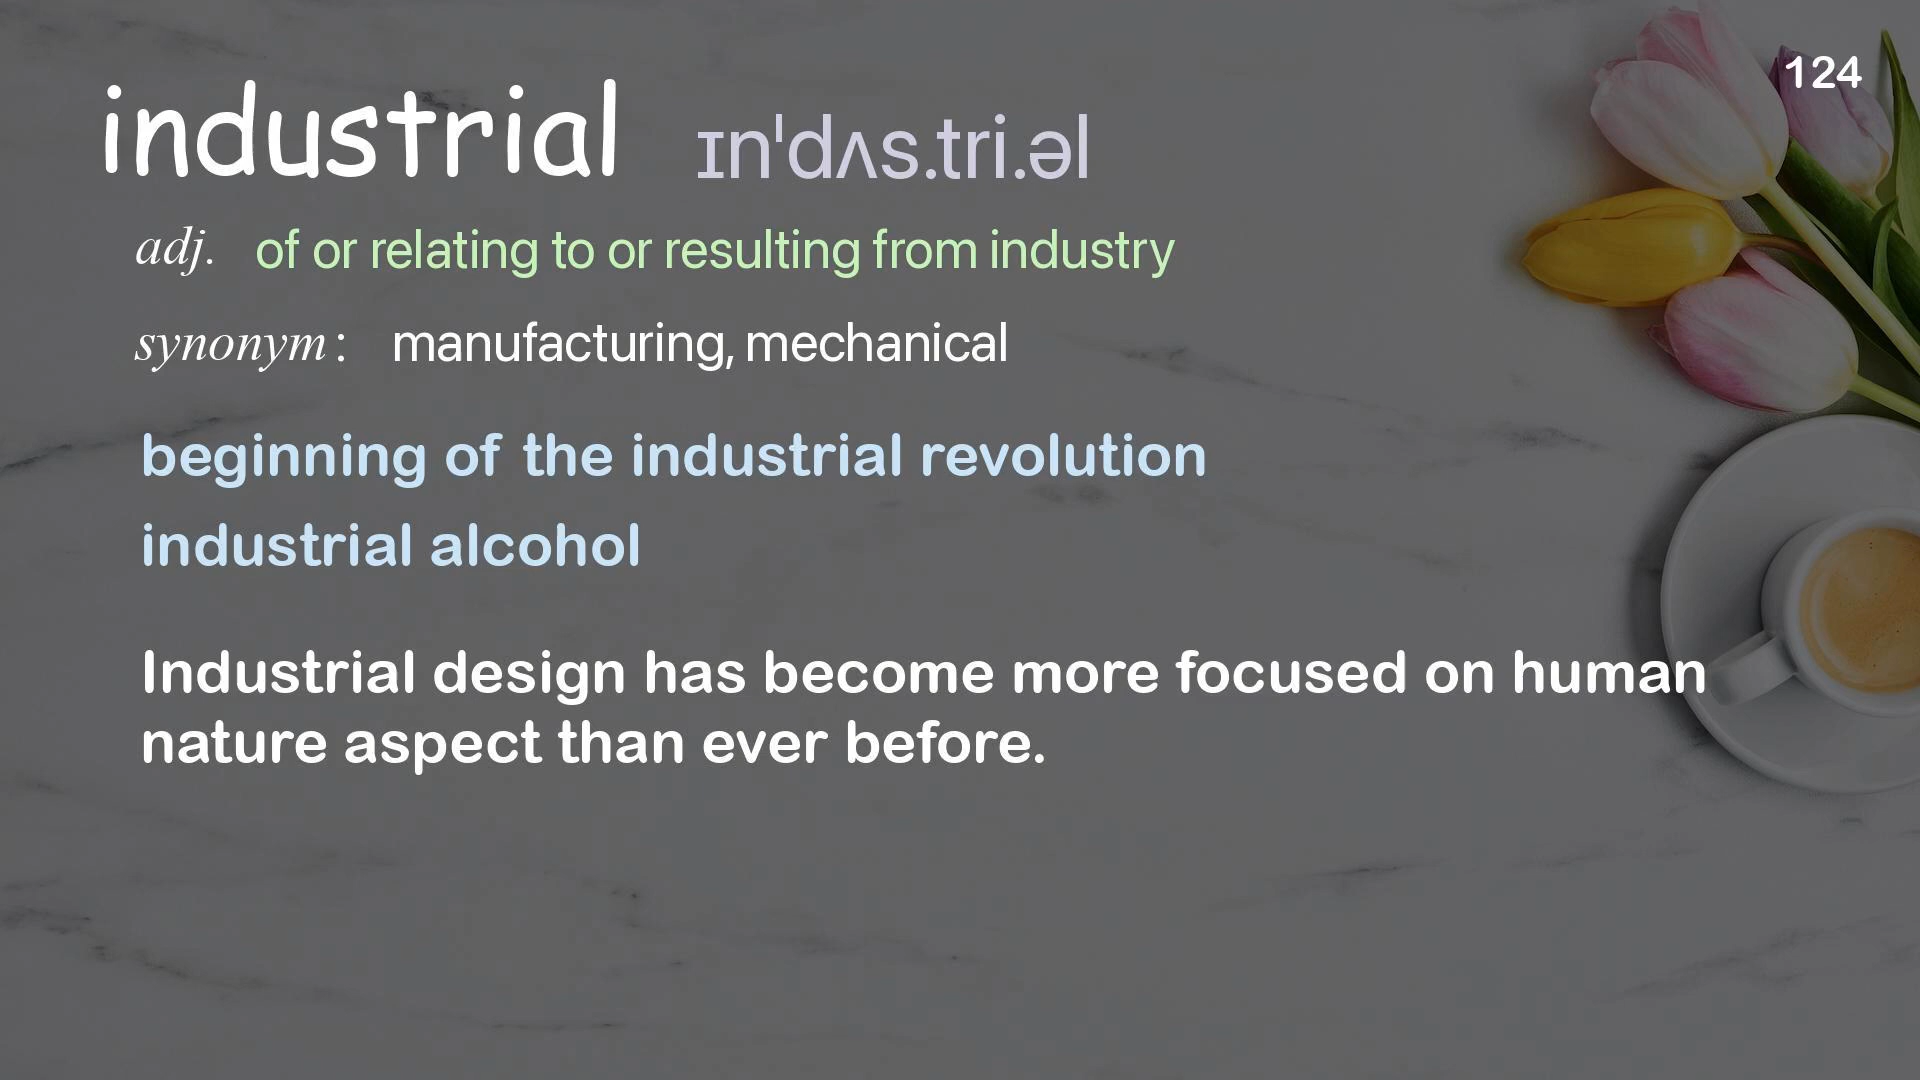 124
industrial ɪnˈdʌs.tri.əl
adj. of or relating to or resulting from industry
synonym : manufacturing, mechanical
beginning of the industrial revolution
industrial alcohol
Industrial design has become more focused on human
nature aspect than ever before.